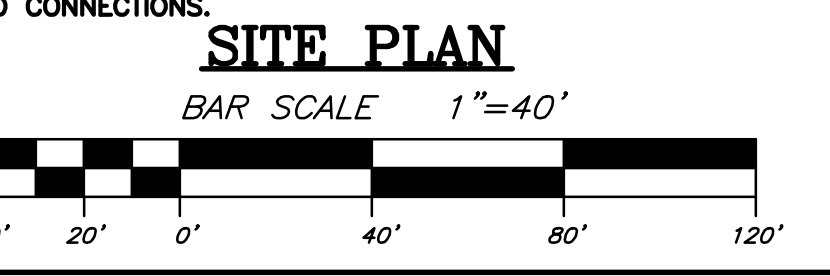 CONNECTIONS.
SITE PLAN
BAR SCALE 1"=40'
20' 0' 40' 80' 120'